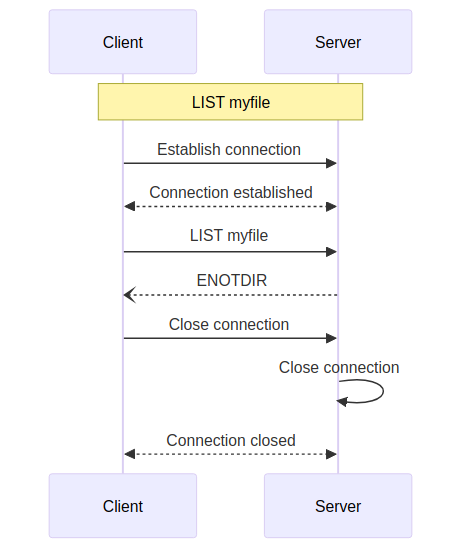 Client
Server
LIST myfile
Establish connection
Connection established
LIST myfile
ENOTDIR
Close connection
Close connection
Connection closed
Client
Server